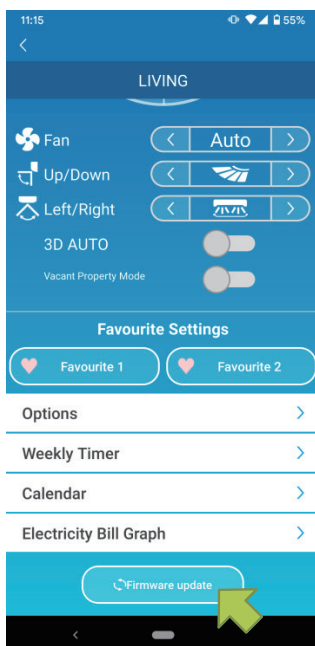 11:15 55%
LIVING
Fan Auto
Up/Down
Left/Right
3D AUTO
Vacant Property Mode
Favourite Settings
Favourite 1 Favourite 2
Options
Weekly Timer
Calendar
Electricity Bill Graph
Firmware update